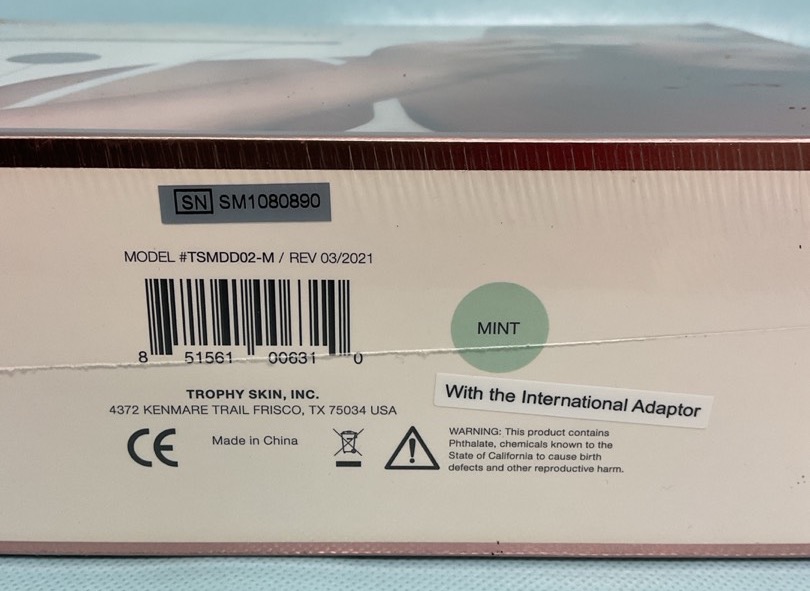 SN SM1080890
MODEL #TSMDD02-M / REV 03/2021
8 51561 00631 0
MINT
With the International Adaptor
TROPHY SKIN, INC.
4372 KENMARE TRAIL FRISCO, TX 75034 USA
CE
Made in China
WARNING: This product contains
Phthalate, chemicals known to the
State of California to cause birth
defects and other reproductive harm.